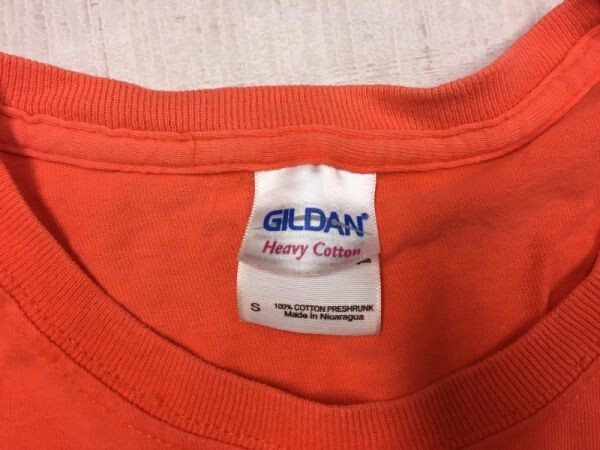 GILDAN®
Heavy Cotton
S 100% COTTON PRESHRUNK
Made in Nicaragua